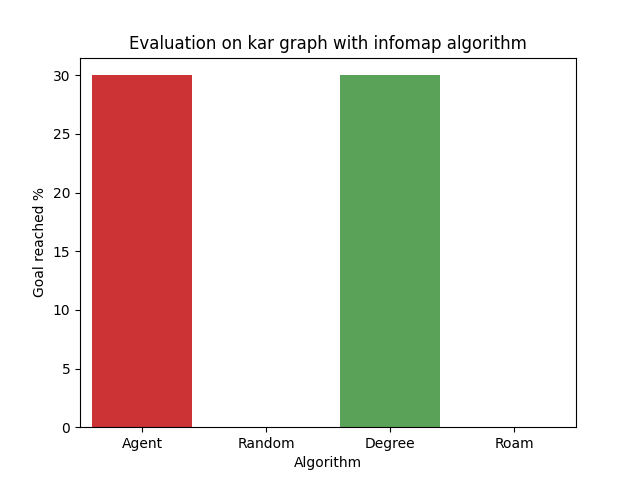 Evaluation on kar graph with infomap algorithm
30
25
20
15
10
5
0
Goal reached %
Agent Random Degree Roam
Algorithm